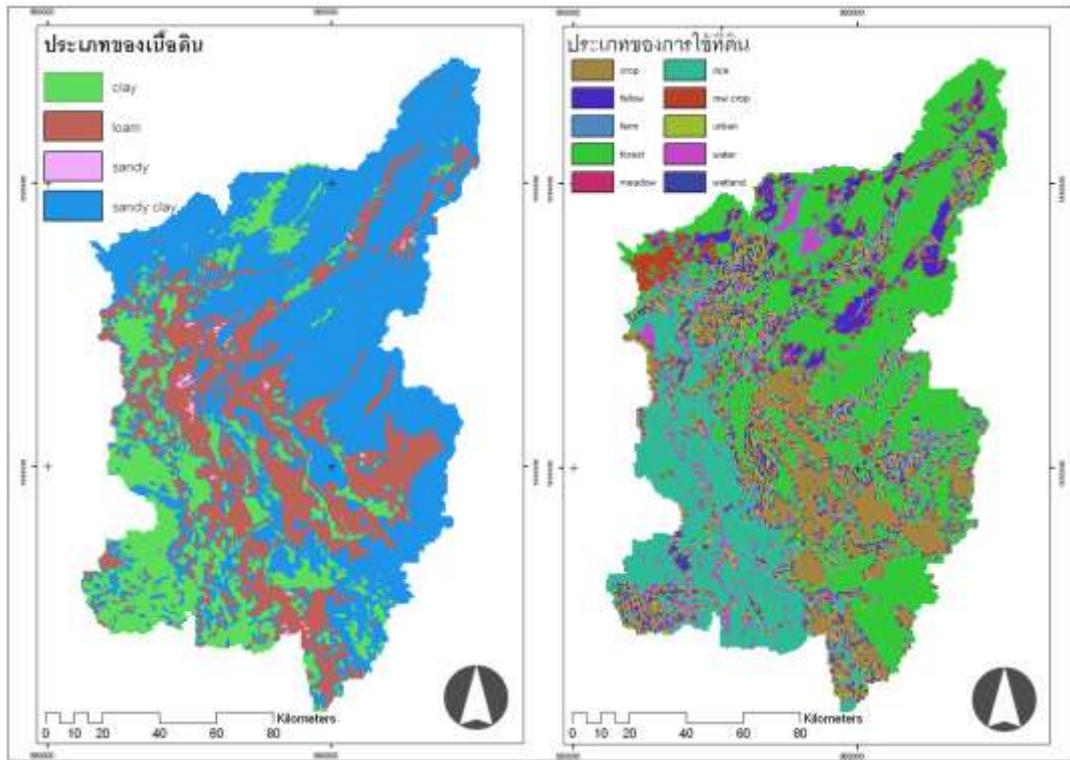 ประเภทของเนื้อดิน
clay
loam
sandy
sandy clay
Kilometers
0 10 20 40 60 80
ประเภทของการใช้ที่ดิน
crop
rice
fallow
row crop
farm
urban
forest
water
meadow
wetland
Kilometers
0 10 20 40 60 80